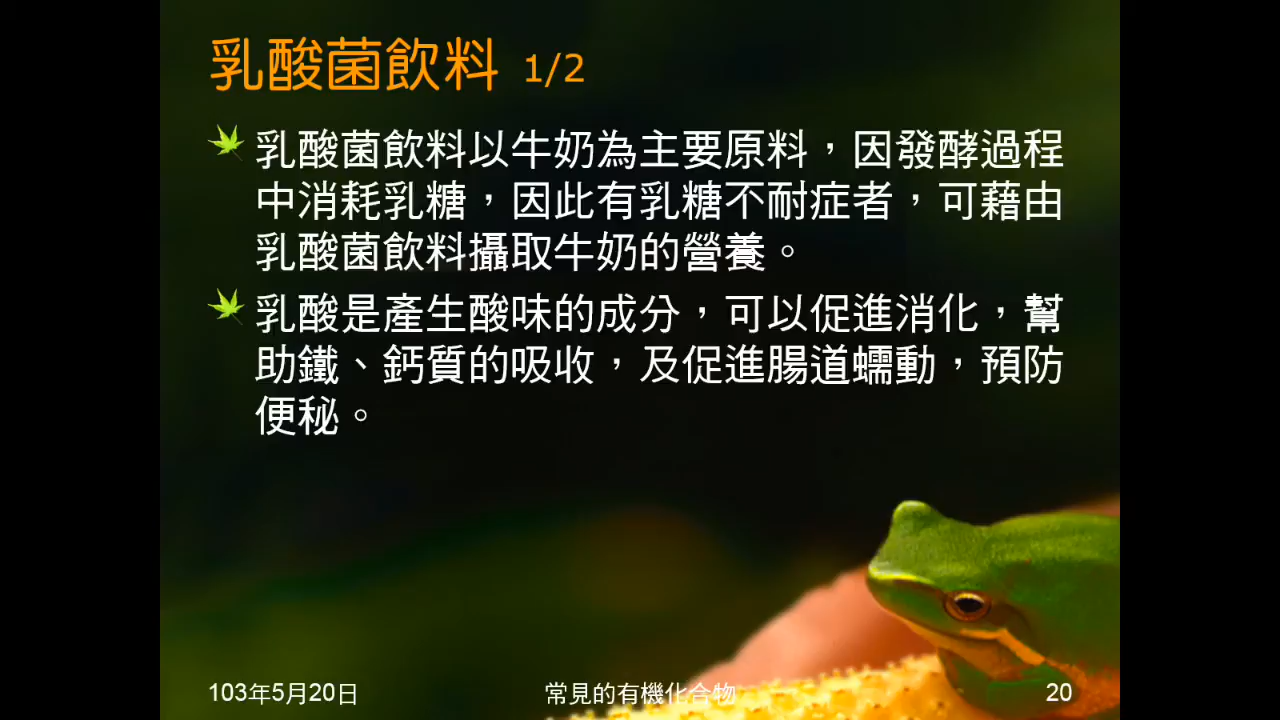 乳酸菌飲料 1/2
乳酸菌飲料以牛奶為主要原料，因發酵過程
中消耗乳糖，因此有乳糖不耐症者，可藉由
乳酸菌飲料攝取牛奶的營養。
乳酸是產生酸味的成分，可以促進消化，幫
助鐵、鈣質的吸收，及促進腸道蠕動，預防
便秘。
103年5月20日
常見的有機化合物
20